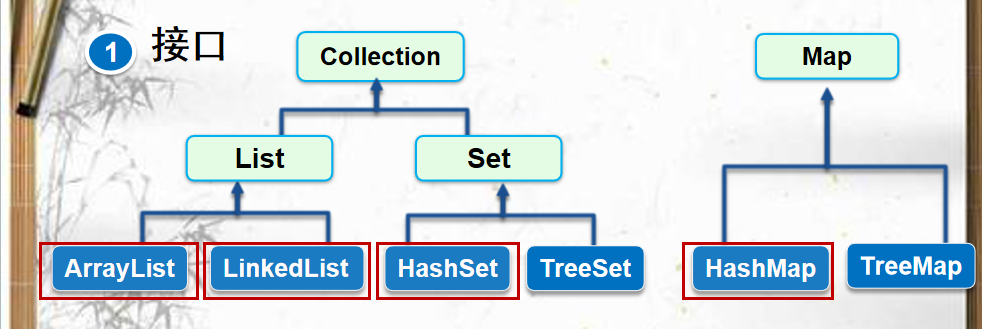 1 接口
Collection
Map
List
Set
ArrayList
LinkedList
HashSet
TreeSet
HashMap
TreeMap